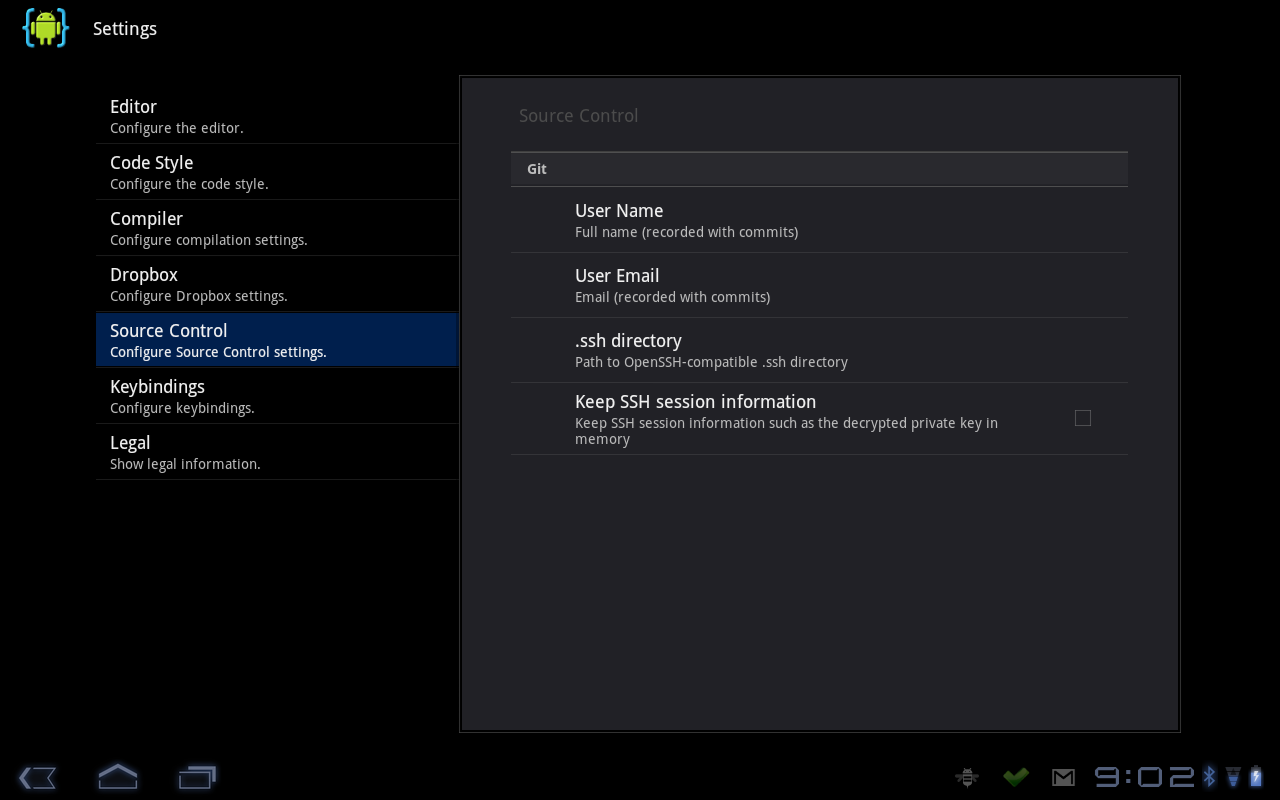 Settings
Editor
Configure the editor.
Code Style
Configure the code style.
Compiler
Configure compilation settings.
Dropbox
Configure Dropbox settings.
Source Control
Configure Source Control settings.
Keybindings
Configure keybindings.
Legal
Show legal information.
Source Control
Git
User Name
Full name (recorded with commits)
User Email
Email (recorded with commits)
.ssh directory
Path to OpenSSH-compatible .ssh directory
Keep SSH session information
Keep SSH session information such as the decrypted private key in
memory
9:02